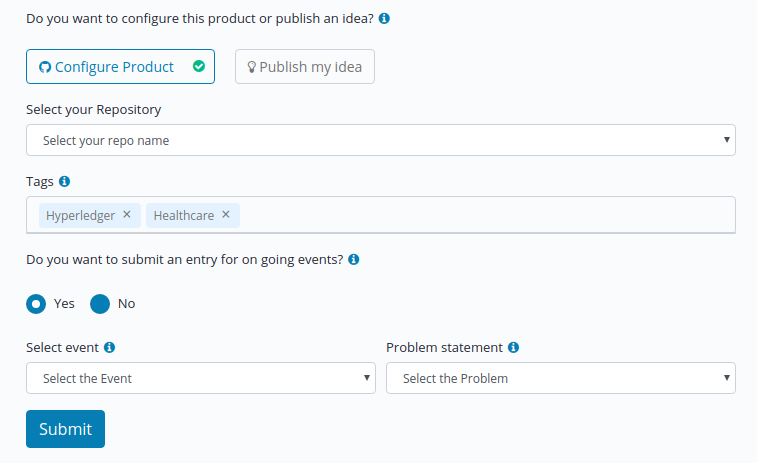 Do you want to configure this product or publish an idea?
Configure Product Publish my idea
Select your Repository
Select your repo name
Tags
Hyperledger × Healthcare ×
Do you want to submit an entry for on going events?
Yes No
Select event Problem statement
Select the Event Select the Problem
Submit